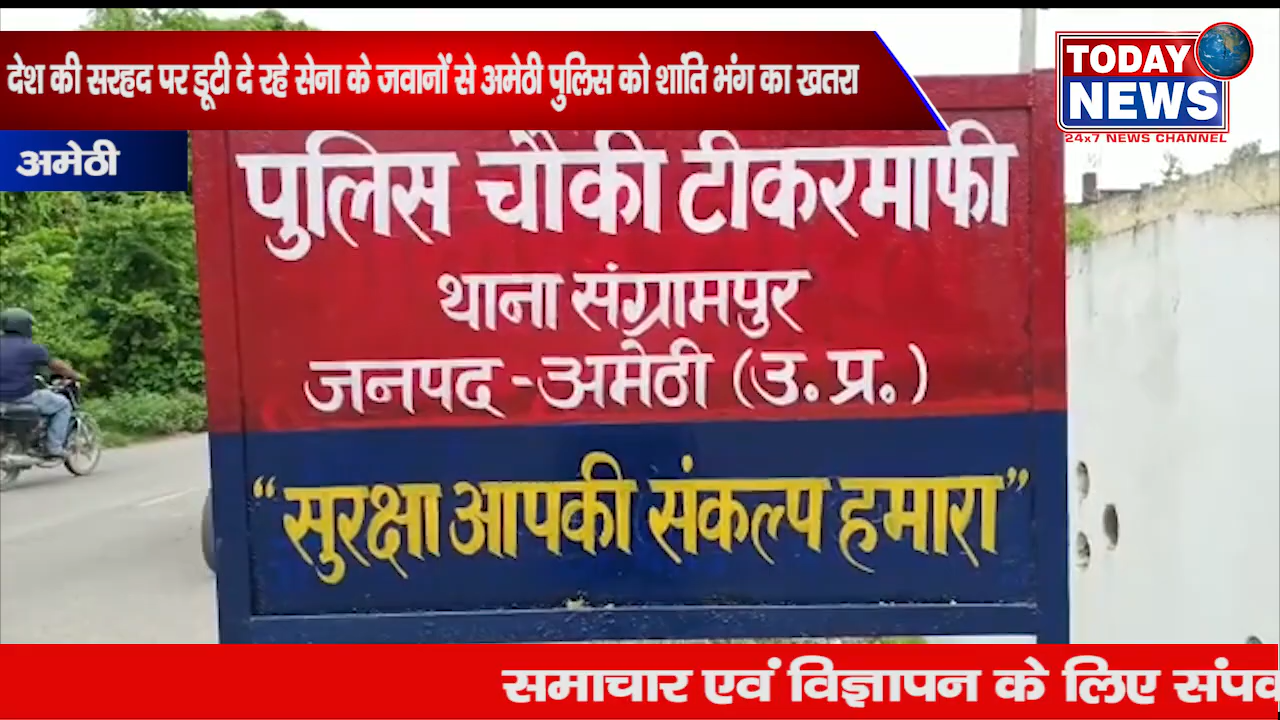 देश की सरहद पर डूटी दे रहे सेना के जवानों से अमेठी पुलिस को शांति भंग का खतरा
TODAY
NEWS
24x7 NEWS CHANNEL
अमेठी
पुलिस चौकी टीकरमाफी
थाना संग्रामपुर
जनपद - अमेठी (उ. प्र.)
“सुरक्षा आपकी संकल्प हमारा”
समाचार एवं विज्ञापन के लिए